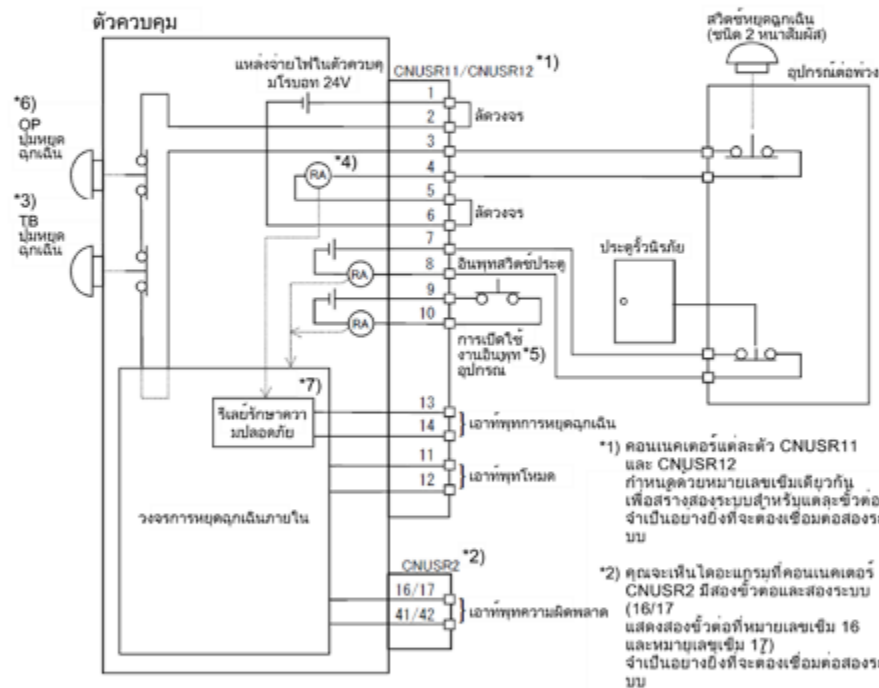 ตัวควบคุม
แหล่งจ่ายไฟในตัวควบคุ
มโรบอท 24V
CNUSR11/CNUSR12 *1)
สวิตช์หยุดฉุกเฉิน
(ชนิด 2 หนาสัมผัส)
อุปกรณ์ต่อพ่วง
*6)
OP
ปุ่มหยุด
ฉุกเฉิน
*3)
TB
ปุ่มหยุด
ฉุกเฉิน
1
2
ลัดวงจร
3
*4)
RA
4
5
6
ลัดวงจร
7
RA
8
อินพุทสวิตช์ประตู
9
RA
10
การเปิดใช้
งานอินพุท *5)
อุปกรณ
ประตูรั้วนิรภัย
*7)
รีเลย์รักษาควา
มปลอดภัย
13
14
เอาท์พุทการหยุดฉุกเฉิน
11
12
เอาท์พุทโหมด
วงจรการหยุดฉุกเฉินภายใน
CNUSR2 *2)
16/17
41/42
เอาท์พุทความผิดพลาด
*1) คอนเนคเตอร์แต่ละตัว CNUSR11
และ CNUSR12
กำหนดด้วยหมายเลขเข็มเดียวกัน
เพื่อสร้างสองระบบสำหรับแต่ละขั้วต่อ
จำเป็นอย่างยิ่งที่จะต้องเชื่อมต่อสองระ
บบ
*2) คุณจะเห็นไดอะแกรมที่คอนเนคเตอร์
CNUSR2 มีสองขั้วต่อและสองระบบ
(16/17
แสดงสองขั้วต่อที่หมายเลขเข็ม 16
และหมายเลขเข็ม 17)
จำเป็นอย่างยิ่งที่จะต้องเชื่อมต่อสองระ
บบ